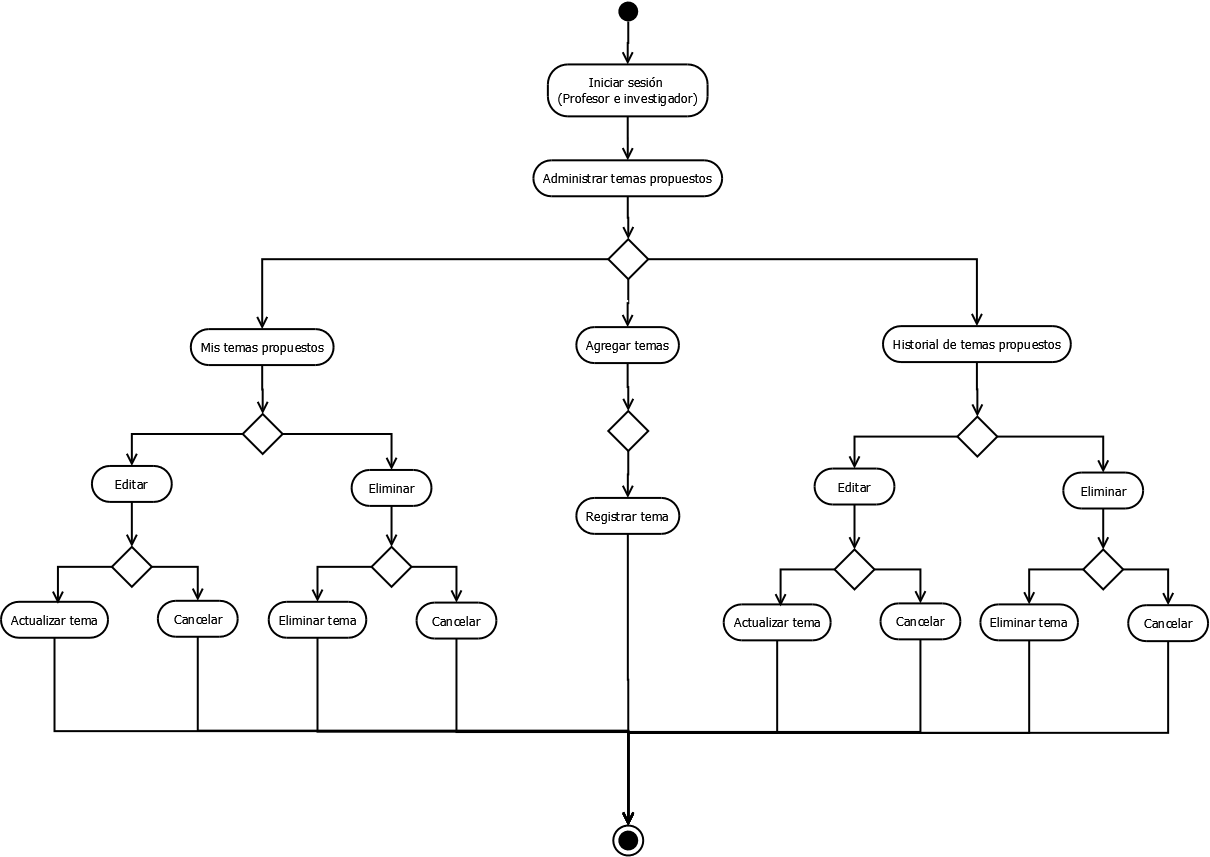 Iniciar sesión
(Profesor e investigador)
Administrar temas propuestos
Mis temas propuestos
Agregar temas
Historial de temas propuestos
Editar
Eliminar
Registrar tema
Editar
Eliminar
Actualizar tema
Cancelar
Eliminar tema
Cancelar
Actualizar tema
Cancelar
Eliminar tema
Cancelar